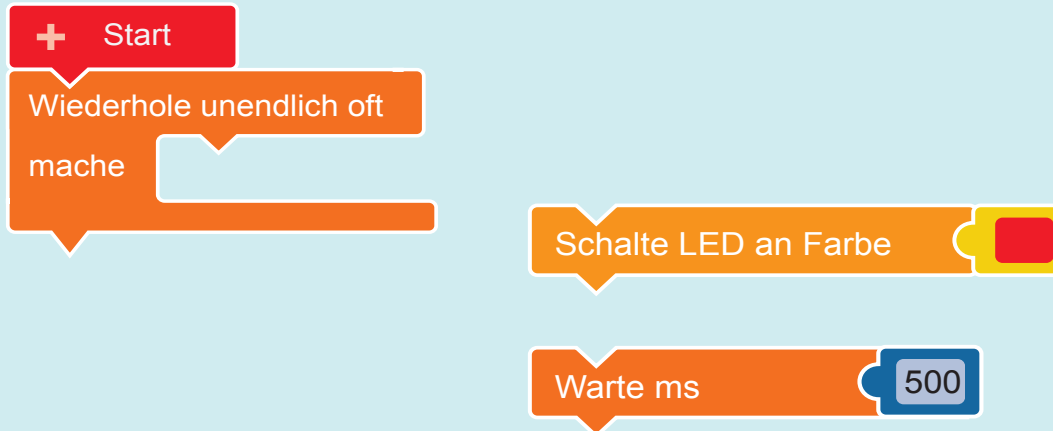 + Start
Wiederhole unendlich oft
mache
Schalte LED an Farbe
Warte ms 500